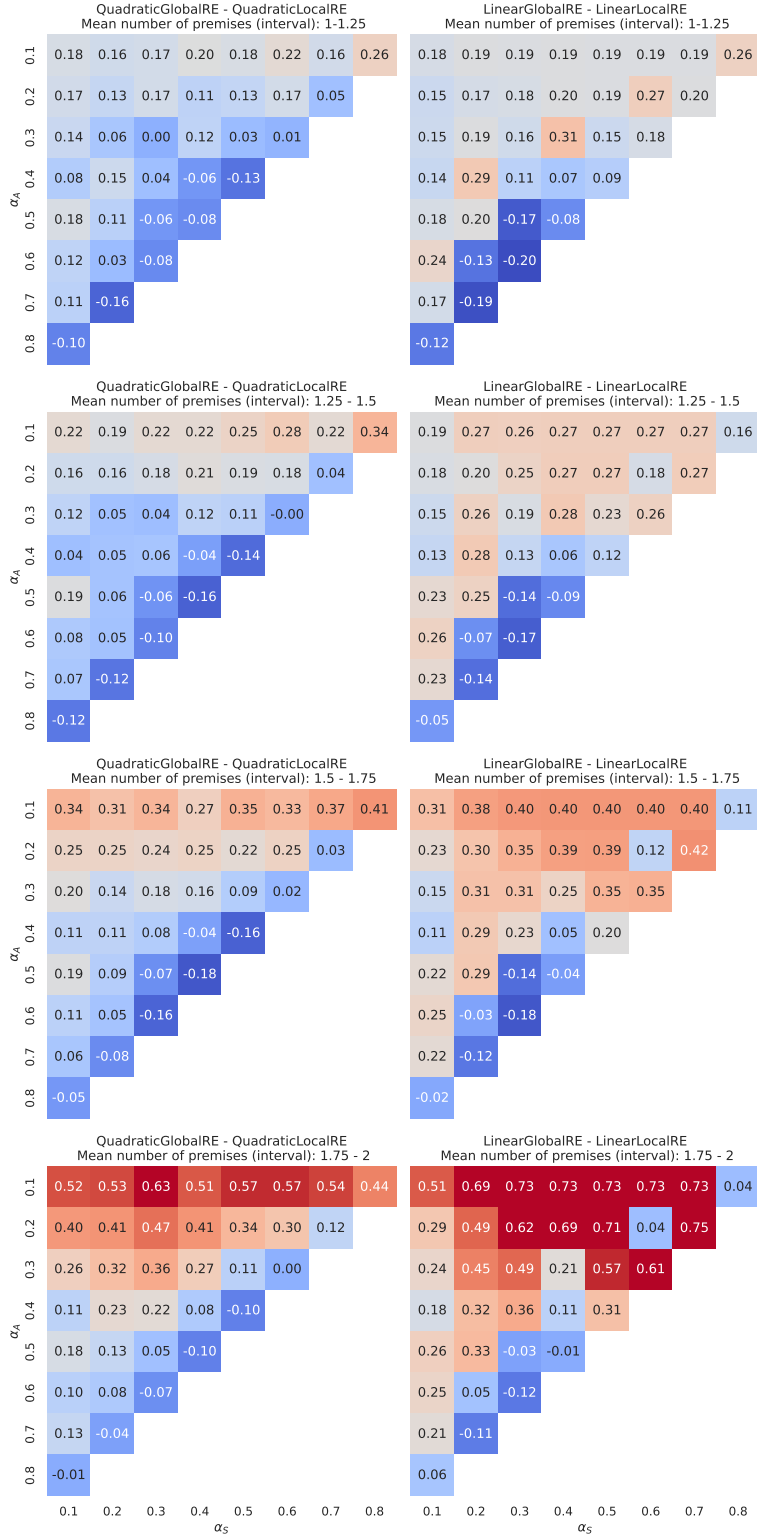 QuadraticGlobalRE - QuadraticLocalRE
Mean number of premises (interval): 1-1.25
0.1 0.18 0.16 0.17 0.20 0.18 0.22 0.16 0.26
0.2 0.17 0.13 0.17 0.11 0.13 0.17 0.05
0.3 0.14 0.06 0.00 0.12 0.03 0.01
0.4 0.08 0.15 0.04 -0.06 -0.13
α_A
0.5 0.18 0.11 -0.06 -0.08
0.6 0.12 0.03 -0.08
0.7 0.11 -0.16
0.8 -0.10
LinearGlobalRE - LinearLocalRE
Mean number of premises (interval): 1-1.25
0.18 0.19 0.19 0.19 0.19 0.19 0.19 0.26
0.15 0.17 0.18 0.20 0.19 0.27 0.20
0.15 0.19 0.16 0.31 0.15 0.18
0.14 0.29 0.11 0.07 0.09
0.18 0.20 -0.17 -0.08
0.24 -0.13 -0.20
0.17 -0.19
-0.12
QuadraticGlobalRE - QuadraticLocalRE
Mean number of premises (interval): 1.25 - 1.5
0.1 0.22 0.19 0.22 0.22 0.25 0.28 0.22 0.34
0.2 0.16 0.16 0.18 0.21 0.19 0.18 0.04
0.3 0.12 0.05 0.04 0.12 0.11 -0.00
0.4 0.04 0.05 0.06 -0.04 -0.14
α_A
0.5 0.19 0.06 -0.06 -0.16
0.6 0.08 0.05 -0.10
0.7 0.07 -0.12
0.8 -0.12
LinearGlobalRE - LinearLocalRE
Mean number of premises (interval): 1.25 - 1.5
0.19 0.27 0.26 0.27 0.27 0.27 0.27 0.16
0.18 0.20 0.25 0.27 0.27 0.18 0.27
0.15 0.26 0.19 0.28 0.23 0.26
0.13 0.28 0.13 0.06 0.12
0.23 0.25 -0.14 -0.09
0.26 -0.07 -0.17
0.23 -0.14
-0.05
QuadraticGlobalRE - QuadraticLocalRE
Mean number of premises (interval): 1.5 - 1.75
0.1 0.34 0.31 0.34 0.27 0.35 0.33 0.37 0.41
0.2 0.25 0.25 0.24 0.25 0.22 0.25 0.03
0.3 0.20 0.14 0.18 0.16 0.09 0.02
0.4 0.11 0.11 0.08 -0.04 -0.16
α_A
0.5 0.19 0.09 -0.07 -0.18
0.6 0.11 0.05 -0.16
0.7 0.06 -0.08
0.8 -0.05
LinearGlobalRE - LinearLocalRE
Mean number of premises (interval): 1.5 - 1.75
0.31 0.38 0.40 0.40 0.40 0.40 0.40 0.11
0.23 0.30 0.35 0.39 0.39 0.12 0.42
0.15 0.31 0.31 0.25 0.35 0.35
0.11 0.29 0.23 0.05 0.20
0.22 0.29 -0.14 -0.04
0.25 -0.03 -0.18
0.22 -0.12
-0.02
QuadraticGlobalRE - QuadraticLocalRE
Mean number of premises (interval): 1.75 - 2
0.1 0.52 0.53 0.63 0.51 0.57 0.57 0.54 0.44
0.2 0.40 0.41 0.47 0.41 0.34 0.30 0.12
0.3 0.26 0.32 0.36 0.27 0.11 0.00
0.4 0.11 0.23 0.22 0.08 -0.10
α_A
0.5 0.18 0.13 0.05 -0.10
0.6 0.10 0.08 -0.07
0.7 0.13 -0.04
0.8 -0.01
0.1 0.2 0.3 0.4 0.5 0.6 0.7 0.8
α_S
LinearGlobalRE - LinearLocalRE
Mean number of premises (interval): 1.75 - 2
0.51 0.69 0.73 0.73 0.73 0.73 0.73 0.04
0.29 0.49 0.62 0.69 0.71 0.04 0.75
0.24 0.45 0.49 0.21 0.57 0.61
0.18 0.32 0.36 0.11 0.31
0.26 0.33 -0.03 -0.01
0.25 0.05 -0.12
0.21 -0.11
0.06
0.1 0.2 0.3 0.4 0.5 0.6 0.7 0.8
α_S